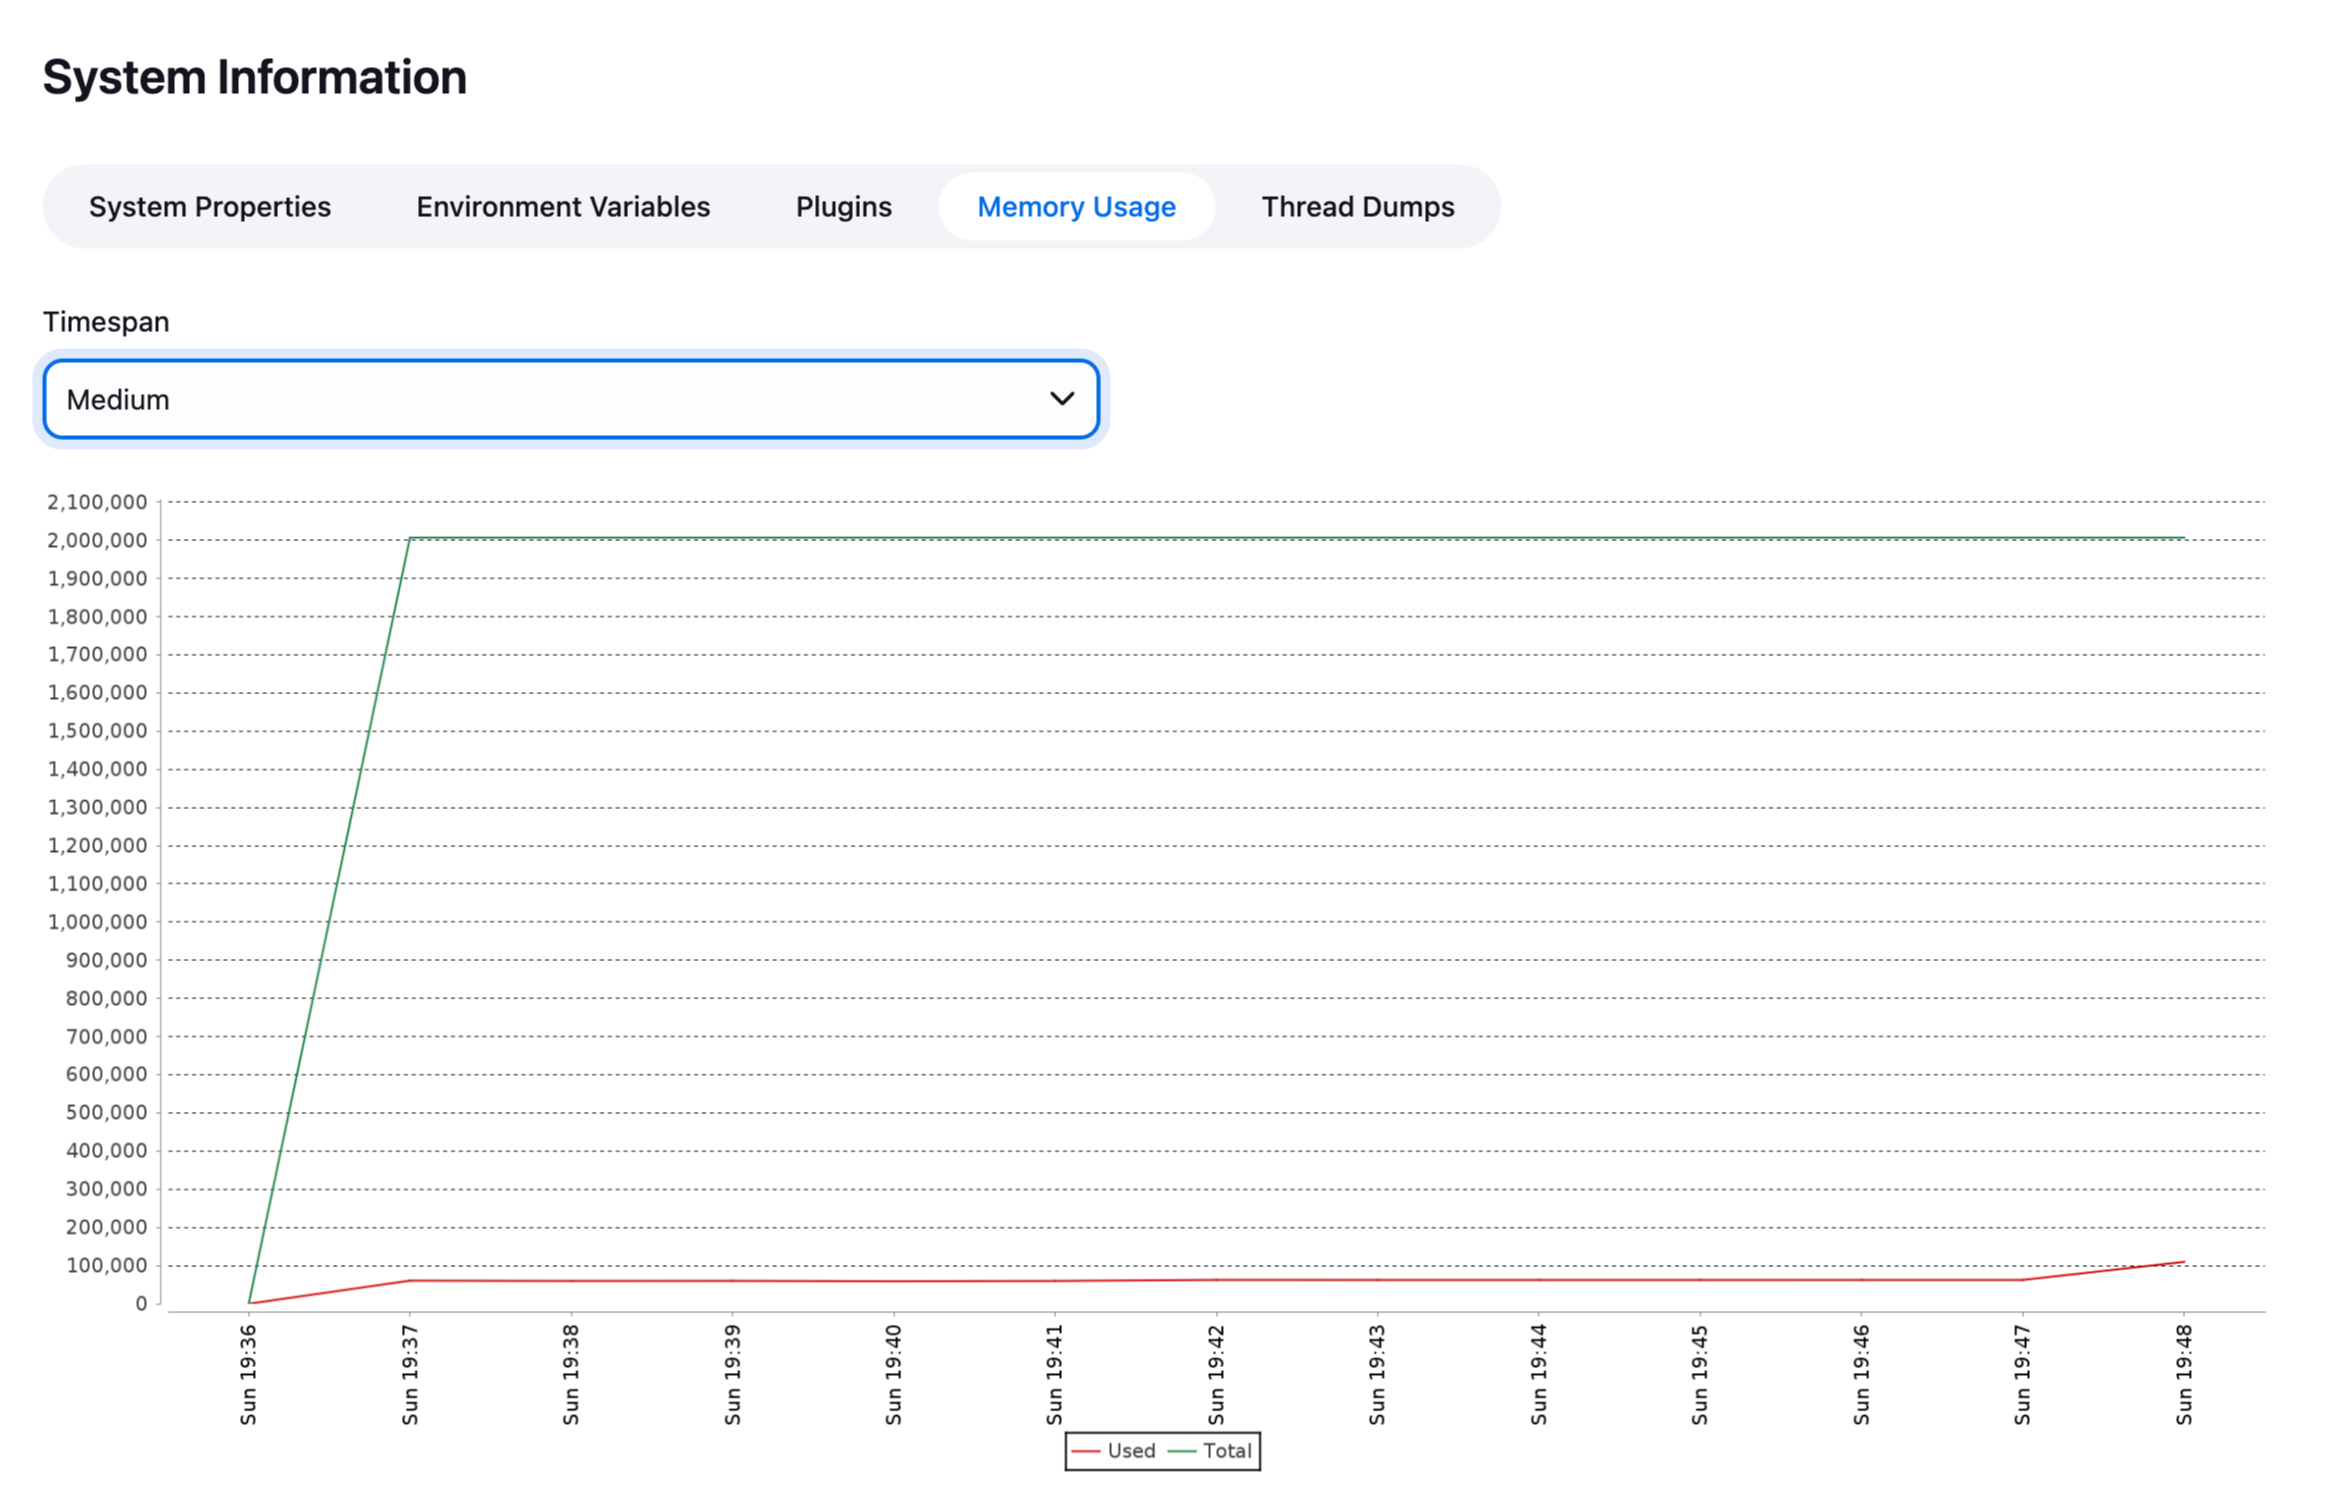 System Information
System Properties Environment Variables Plugins Memory Usage Thread Dumps
Timespan
Medium
2,100,000
2,000,000
1,900,000
1,800,000
1,700,000
1,600,000
1,500,000
1,400,000
1,300,000
1,200,000
1,100,000
1,000,000
900,000
800,000
700,000
600,000
500,000
400,000
300,000
200,000
100,000
0
Sun 19:36
Sun 19:37
Sun 19:38
Sun 19:39
Sun 19:40
Sun 19:41
Sun 19:42
Sun 19:43
Sun 19:44
Sun 19:45
Sun 19:46
Sun 19:47
Sun 19:48
Used Total